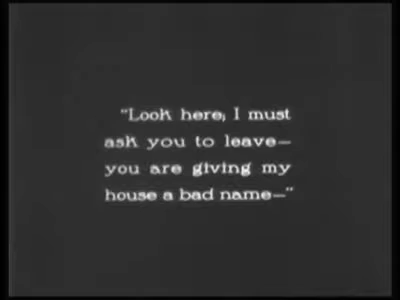 "Look here, I must
ask you to leave—
you are giving my
house a bad name—"